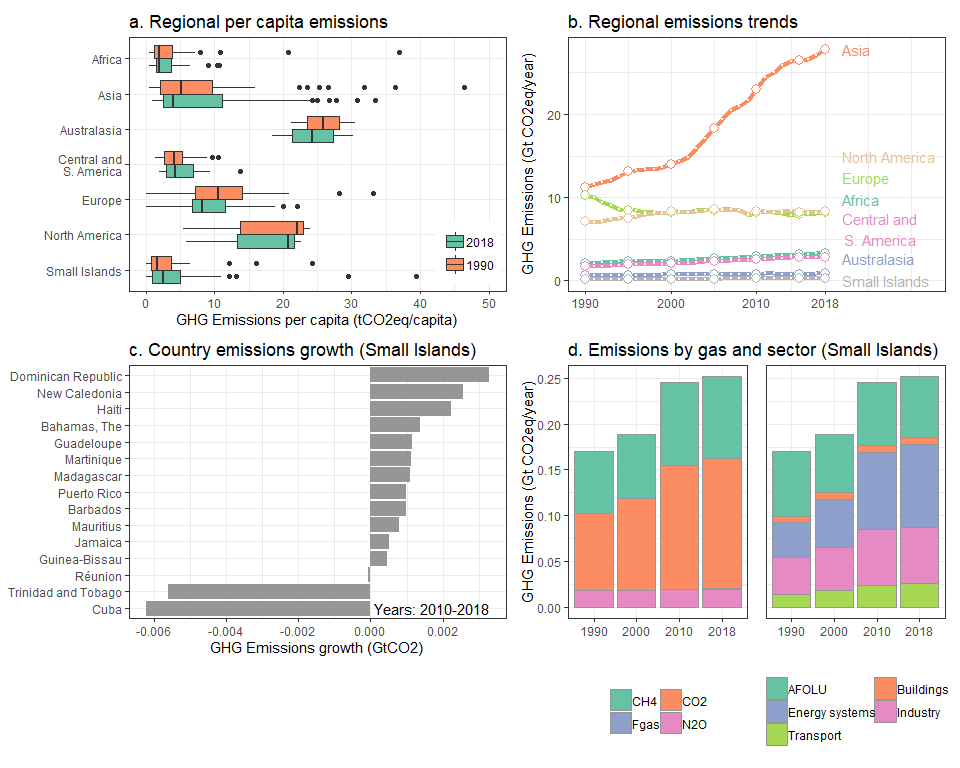 a. Regional per capita emissions
Africa
Asia
Australasia
Central and
S. America
Europe
North America
Small Islands
2018
1990
0
10
20
30
40
50
GHG Emissions per capita (tCO2eq/capita)
b. Regional emissions trends
GHG Emissions (Gt CO2eq/year)
20
10
0
Asia
North America
Europe
Africa
Central and
S. America
Australasia
Small Islands
1990
2000
2010
2018
c. Country emissions growth (Small Islands)
Dominican Republic
New Caledonia
Haiti
Bahamas, The
Guadeloupe
Martinique
Madagascar
Puerto Rico
Barbados
Mauritius
Jamaica
Guinea-Bissau
Réunion
Trinidad and Tobago
Cuba
Years: 2010-2018
-0.006
-0.004
-0.002
0.000
0.002
GHG Emissions growth (GtCO2)
d. Emissions by gas and sector (Small Islands)
GHG Emissions (Gt CO2eq/year)
0.25
0.20
0.15
0.10
0.05
0.00
1990
2000
2010
2018
1990
2000
2010
2018
CH4
CO2
Fgas
N2O
AFOLU
Buildings
Energy systems
Industry
Transport